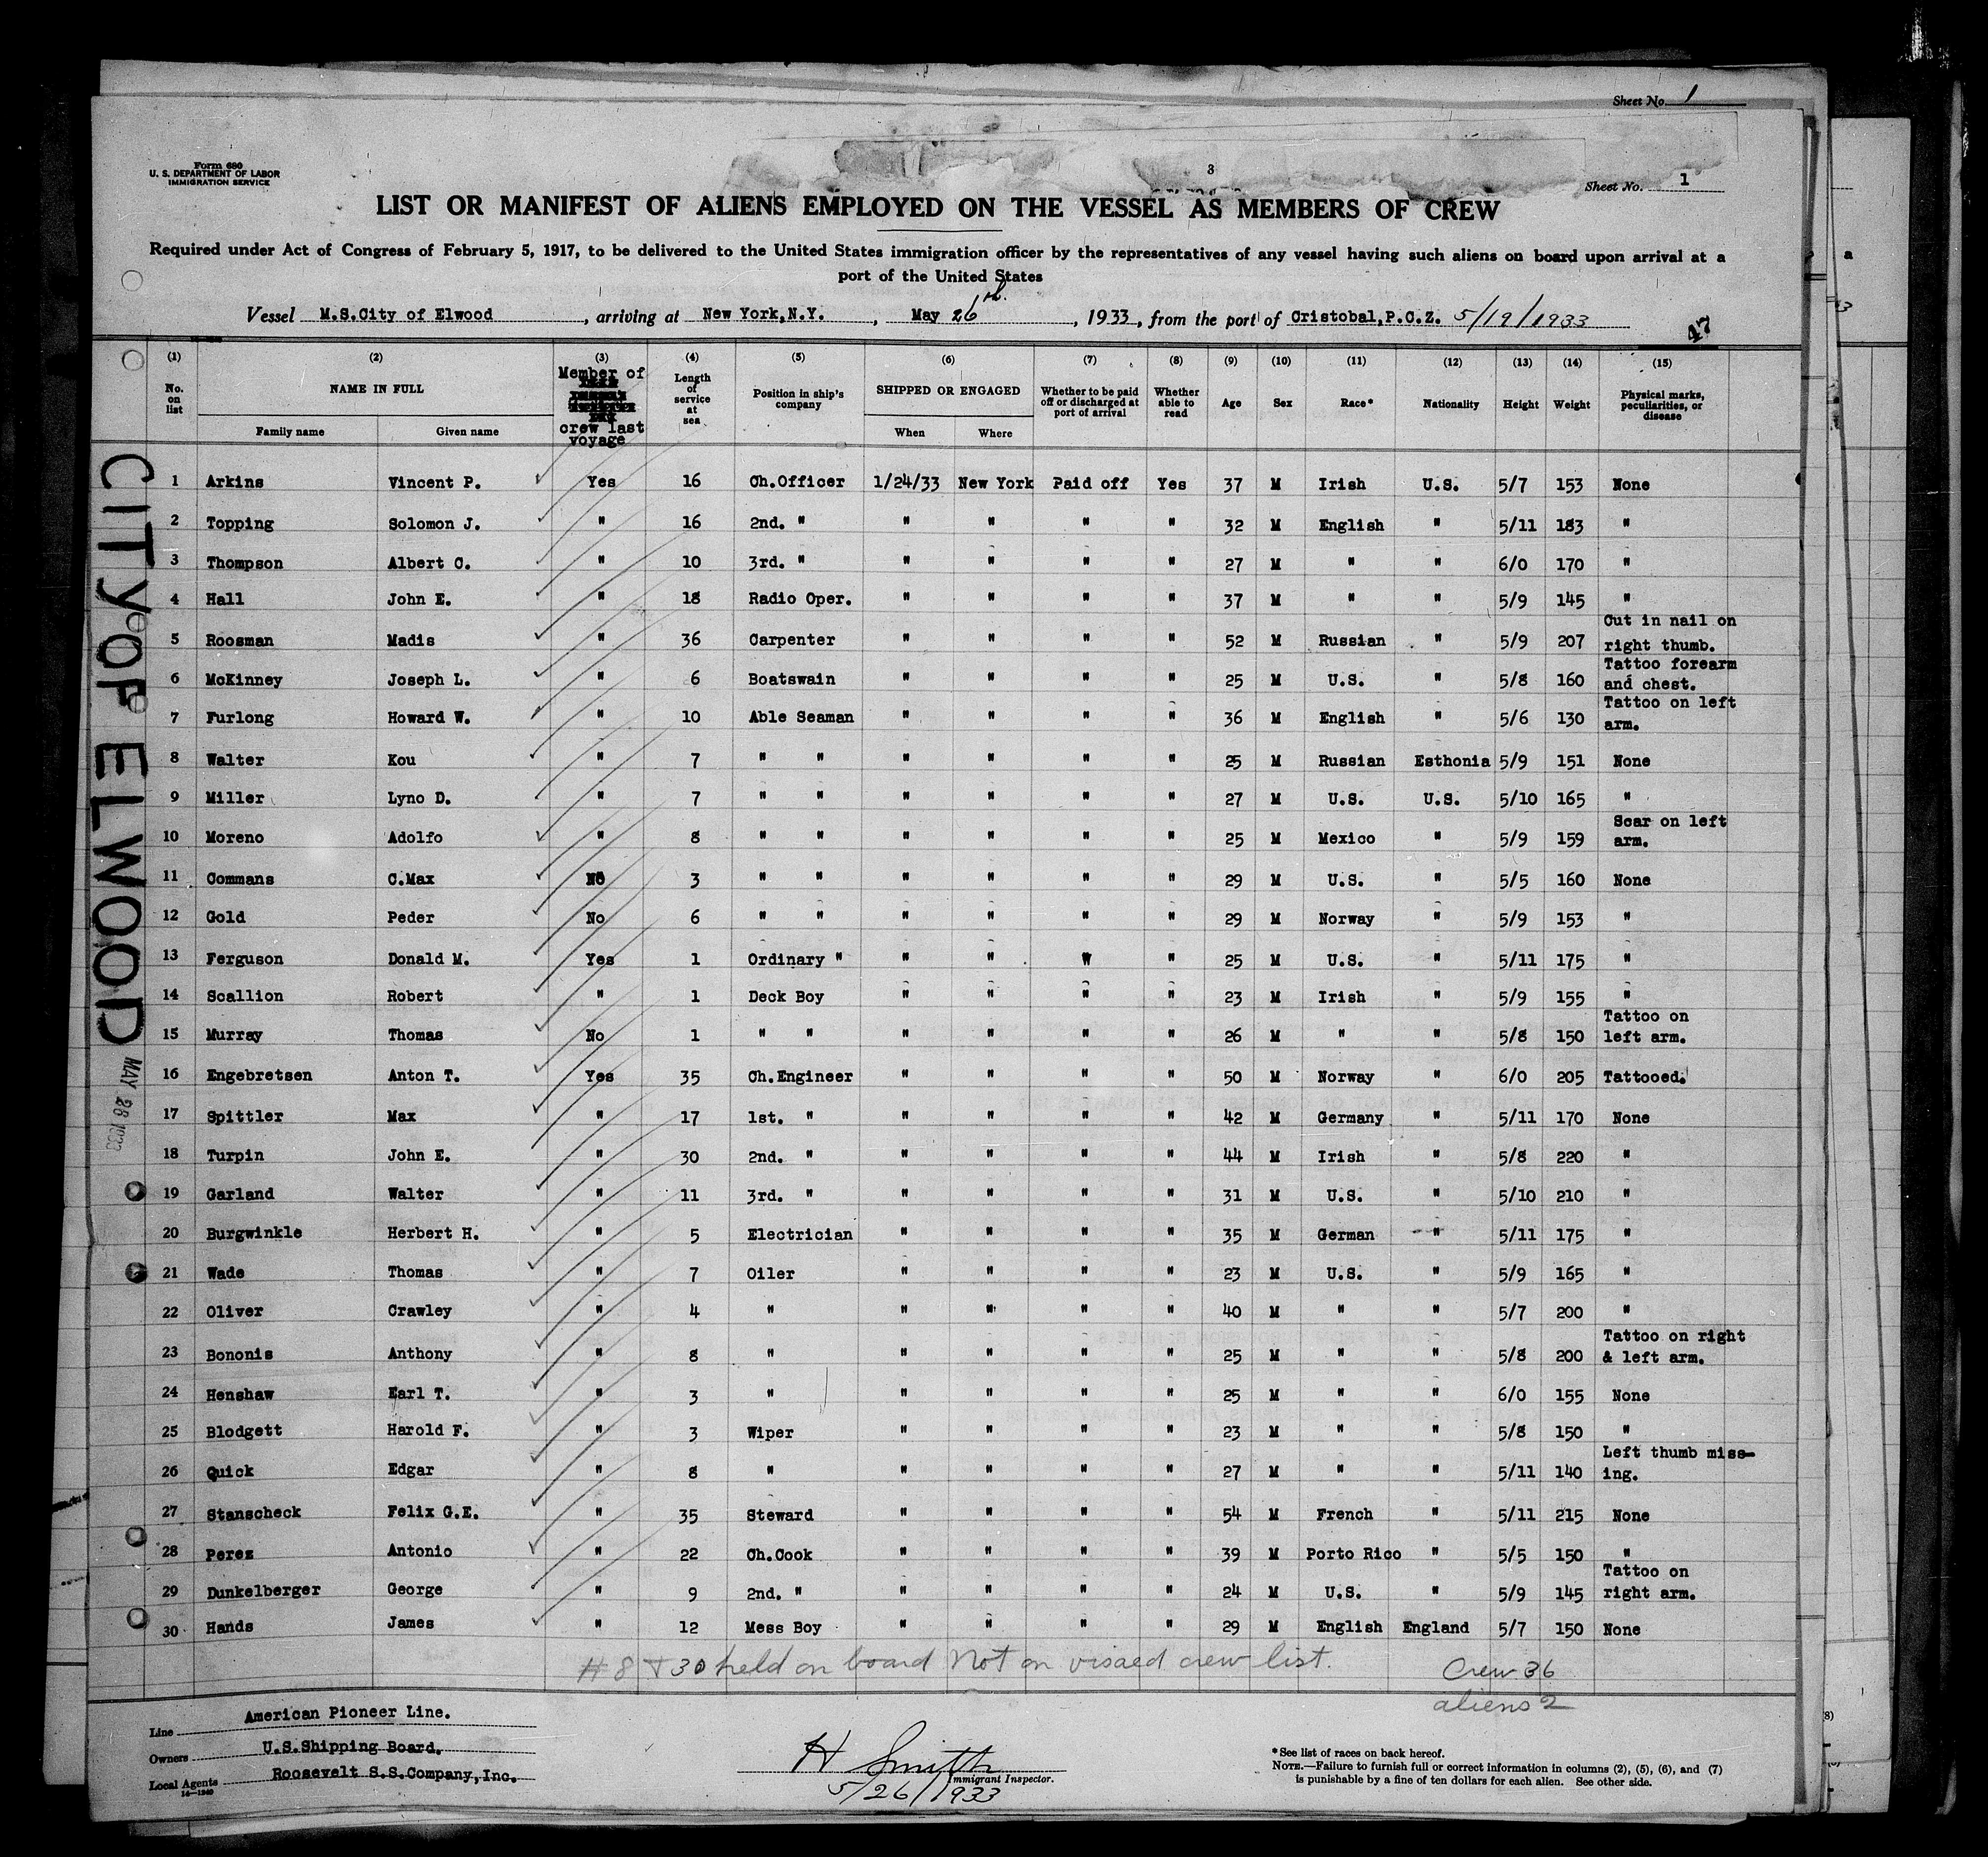 Sheet No. 1
Form 680
U. S. DEPARTMENT OF LABOR
IMMIGRATION SERVICE
3
Sheet No. 1
LIST OR MANIFEST OF ALIENS EMPLOYED ON THE VESSEL AS MEMBERS OF CREW
Required under Act of Congress of February 5, 1917, to be delivered to the United States immigration officer by the representatives of any vessel having such aliens on board upon arrival at a
port of the United States
Vessel M.S.City of Elwood, arriving at New York,N.Y., May 26th., 1933, from the port of Cristobal,P.C.Z. 5/19/1933
47
(1) (2) (3) (4) (5) (6) (7) (8) (9) (10) (11) (12) (13) (14) (15)
No. on list NAME IN FULL Family name Given name Member of crew last voyage Length of service at sea Position in ship's company SHIPPED OR ENGAGED When Where Whether to be paid off or discharged at port of arrival Whether able to read Age Sex Race* Nationality Height Weight Physical marks, peculiarities, or disease
1 Arkins Vincent P. Yes 16 Ch.Officer 1/24/33 New York Paid off Yes 37 M Irish U.S. 5/7 153 None
2 Topping Solomon J. " 16 2nd. " " " " " 32 M English " 5/11 183 "
3 Thompson Albert C. " 10 3rd. " " " " " 27 M " " 6/0 170 "
4 Hall John E. " 18 Radio Oper. " " " " 37 M " " 5/9 145 "
5 Roosman Madis " 36 Carpenter " " " " 52 M Russian " 5/9 207 Cut in nail on right thumb.
6 McKinney Joseph L. " 6 Boatswain " " " " 25 M U.S. " 5/8 160 Tattoo forearm and chest.
7 Furlong Howard W. " 10 Able Seaman " " " " 36 M English " 5/6 130 Tattoo on left arm.
8 Walter Kou " 7 " " " " " " 25 M Russian Esthonia 5/9 151 None
9 Miller Lyno D. " 7 " " " " " " 27 M U.S. U.S. 5/10 165 "
10 Moreno Adolfo " 8 " " " " " " 25 M Mexico " 5/9 159 Scar on left arm.
11 Commans C.Max No 3 " " " " " " 29 M U.S. " 5/5 160 None
12 Gold Peder No 6 " " " " " " 29 M Norway " 5/9 153 "
13 Ferguson Donald M. Yes 1 Ordinary " " " " " 25 M U.S. " 5/11 175 "
14 Scallion Robert " 1 Deck Boy " " " " 23 M Irish " 5/9 155 "
15 Murray Thomas No 1 " " " " " " 26 M " " 5/8 150 Tattoo on left arm.
16 Engebretsen Anton T. Yes 35 Ch.Engineer " " " " 50 M Norway " 6/0 205 Tattooed.
17 Spittler Max " 17 1st. " " " " " 42 M Germany " 5/11 170 None
18 Turpin John E. " 30 2nd. " " " " " 44 M Irish " 5/8 220 "
19 Garland Walter " 11 3rd. " " " " " 31 M U.S. " 5/10 210 "
20 Burgwinkle Herbert H. " 5 Electrician " " " " 35 M German " 5/11 175 "
21 Wade Thomas " 7 Oiler " " " " 23 M U.S. " 5/9 165 "
22 Oliver Crawley " 4 " " " " " 40 M " " 5/7 200 "
23 Bononis Anthony " 8 " " " " " 25 M " " 5/8 200 Tattoo on right & left arm.
24 Henshaw Earl T. " 3 " " " " " 25 M " " 6/0 155 None
25 Blodgett Harold F. " 3 Wiper " " " " 23 M " " 5/8 150 "
26 Quick Edgar " 8 " " " " " 27 M " " 5/11 140 Left thumb miss-ing.
27 Stanscheck Felix G.E. " 35 Steward " " " " 54 M French " 5/11 215 None
28 Perez Antonio " 22 Ch.Cook " " " " 39 M Porto Rico " 5/5 150 "
29 Dunkelberger George " 9 2nd. " " " " " 24 M U.S. " 5/9 145 Tattoo on right arm.
30 Hands James " 12 Mess Boy " " " " 29 M English England 5/7 150 None
# 8 + 30 held on board Not on visaed crew list.
Crew 36
aliens 2
CITY OF ELWOOD
MAY 26 1933
Line American Pioneer Line.
Owners U.S.Shipping Board.
Local Agents Roosevelt S.S.Company,Inc.
14—1240
H Smith
Immigrant Inspector.
5/26/1933
*See list of races on back hereof.
NOTE.—Failure to furnish full or correct information in columns (2), (5), (6), and (7)
is punishable by a fine of ten dollars for each alien. See other side.